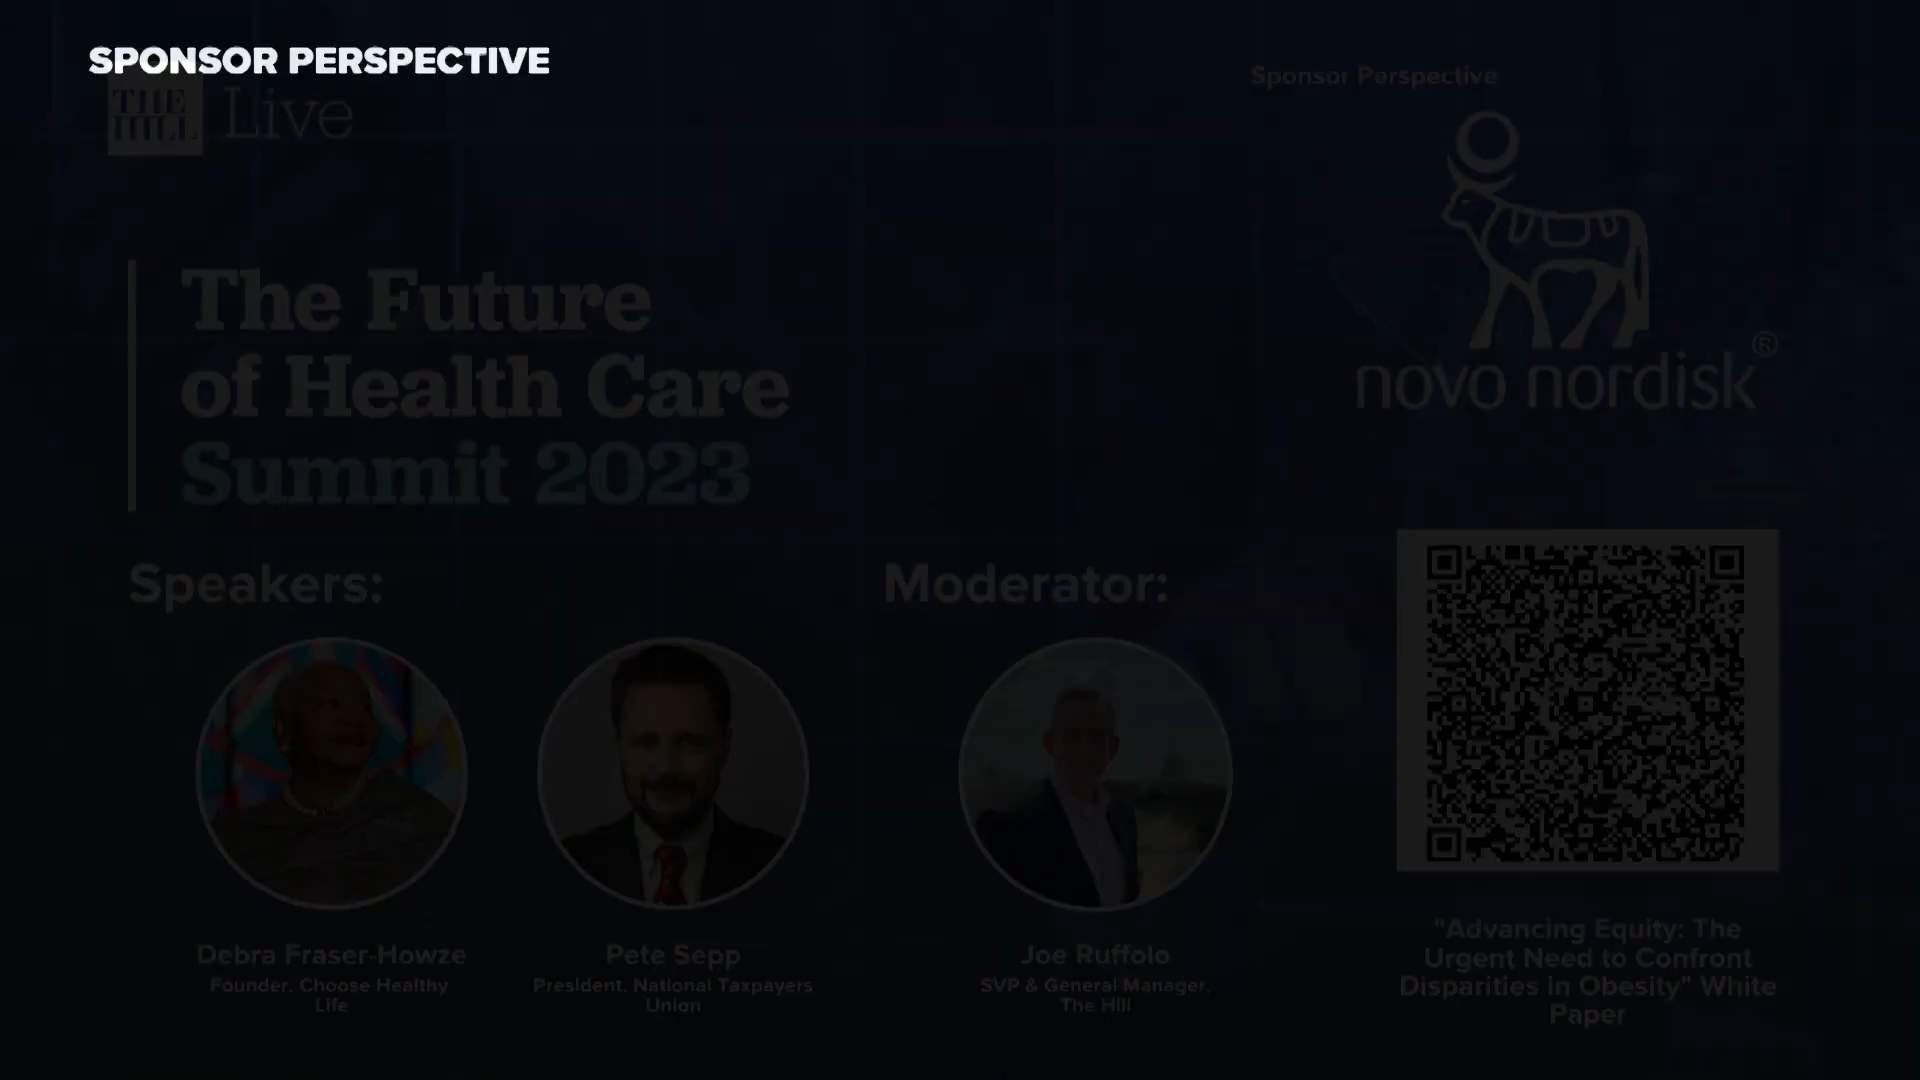 SPONSOR PERSPECTIVE
THE
HILL
Live
Sponsor Perspective
novo nordisk®
The Future
of Health Care
Summit 2023
Speakers:
Moderator:
Debra Fraser-Howze
Founder, Choose Healthy
Life
Pete Sepp
President, National Taxpayers
Union
Joe Ruffolo
SVP & General Manager,
The Hill
"Advancing Equity: The
Urgent Need to Confront
Disparities in Obesity" White
Paper